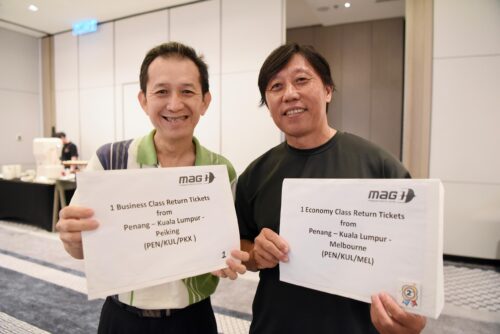 MAG
1 Business Class Return Tickets
from
Penang – Kuala Lumpur -
Peiking
(PEN/KUL/PKX )
MAG
1 Economy Class Return Tickets
from
Penang – Kuala Lumpur -
Melbourne
(PEN/KUL/MEL)
2